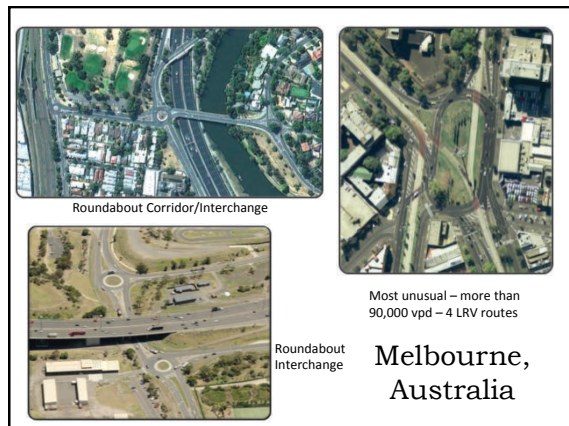 Roundabout Corridor/Interchange
Most unusual – more than
90,000 vpd – 4 LRV routes
Roundabout
Interchange
Melbourne,
Australia